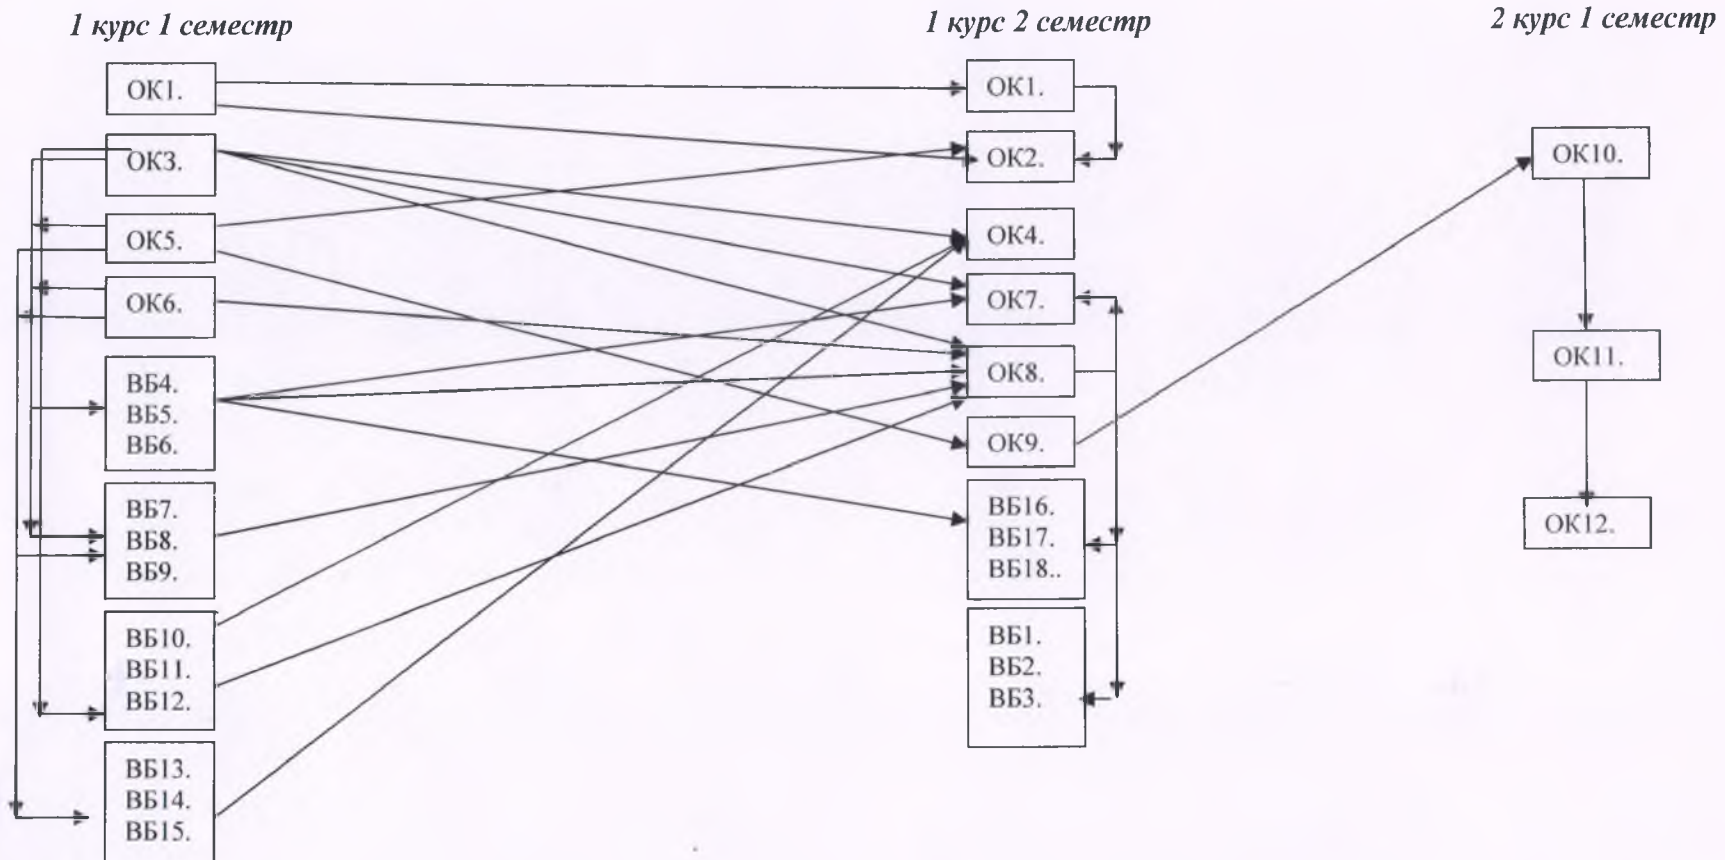 1 курс 1 семестр
1 курс 2 семестр
2 курс 1 семестр
ОК1.
ОК3.
ОК5.
ОК6.
ВБ4.
ВБ5.
ВБ6.
ВБ7.
ВБ8.
ВБ9.
ВБ10.
ВБ11.
ВБ12.
ВБ13.
ВБ14.
ВБ15.
ОК1.
ОК2.
ОК4.
ОК7.
ОК8.
ОК9.
ВБ16.
ВБ17.
ВБ18..
ВБ1.
ВБ2.
ВБ3.
ОК10.
ОК11.
ОК12.